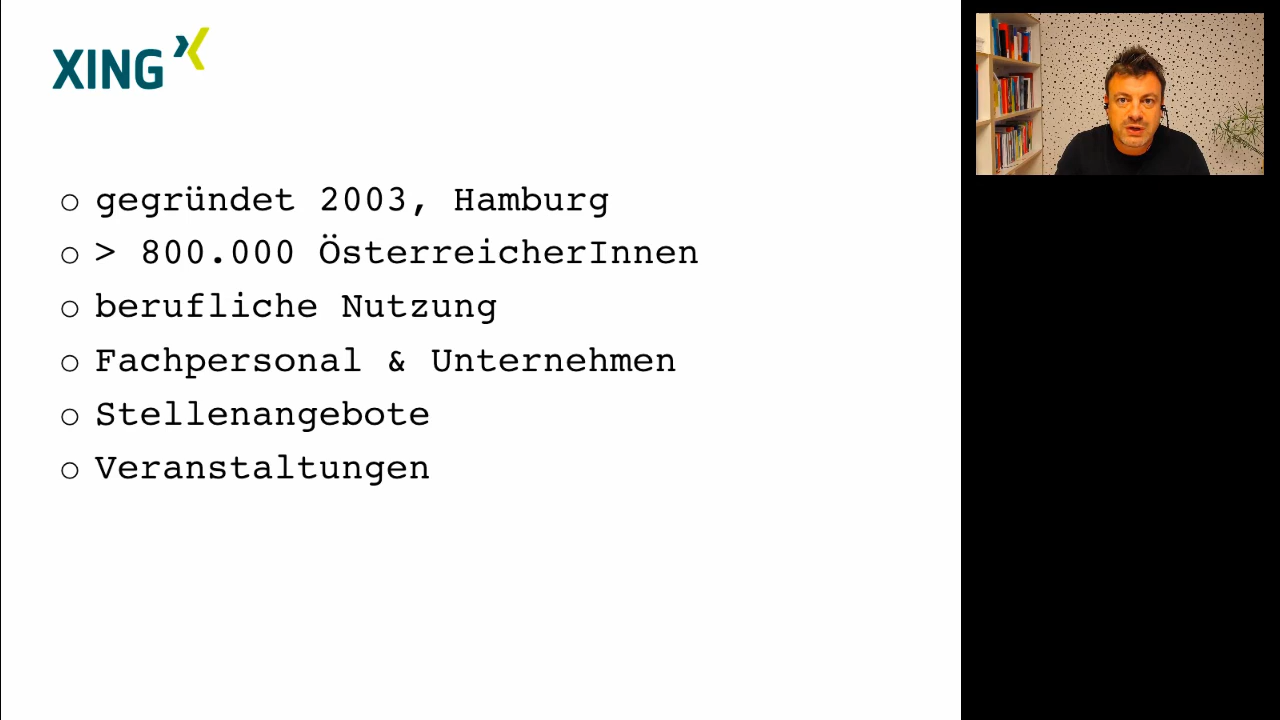 XING
gegründet 2003, Hamburg
> 800.000 ÖsterreicherInnen
berufliche Nutzung
Fachpersonal & Unternehmen
Stellenangebote
Veranstaltungen